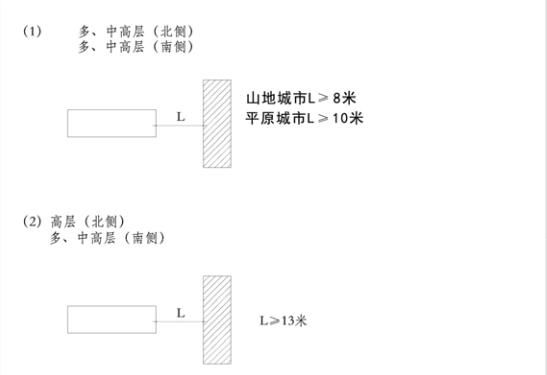 (1) 多、中高层（北侧）
多、中高层（南侧）
L
山地城市L≥8米
平原城市L≥10米
(2) 高层（北侧）
多、中高层（南侧）
L
L≥13米